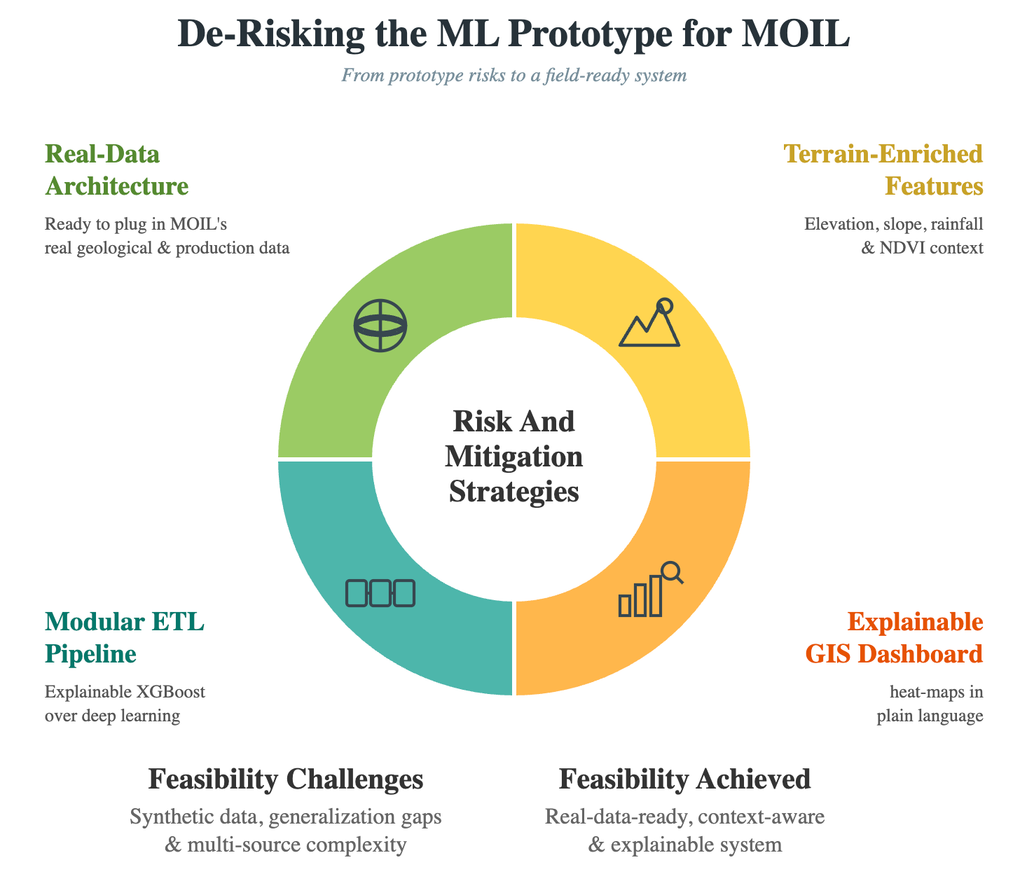 De-Risking the ML Prototype for MOIL
From prototype risks to a field-ready system
Real-Data
Architecture
Ready to plug in MOIL's
real geological & production data
Terrain-Enriched
Features
Elevation, slope, rainfall
& NDVI context
Risk And
Mitigation
Strategies
Modular ETL
Pipeline
Explainable XGBoost
over deep learning
Explainable
GIS Dashboard
heat-maps in
plain language
Feasibility Challenges
Synthetic data, generalization gaps
& multi-source complexity
Feasibility Achieved
Real-data-ready, context-aware
& explainable system